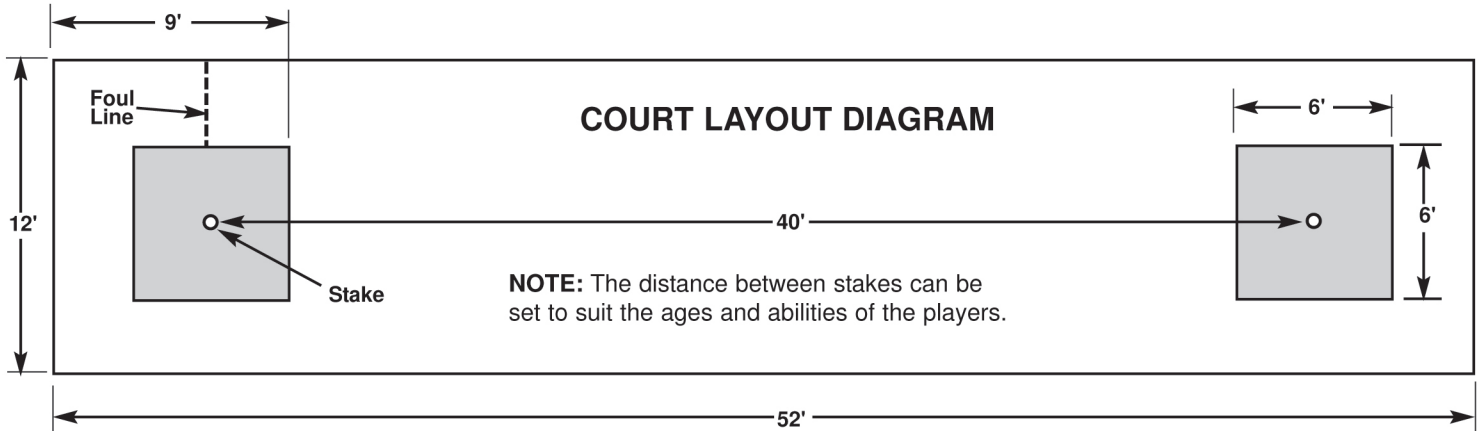 9'
Foul
Line
COURT LAYOUT DIAGRAM
6'
12'
40'
6'
Stake
NOTE: The distance between stakes can be
set to suit the ages and abilities of the players.
52'